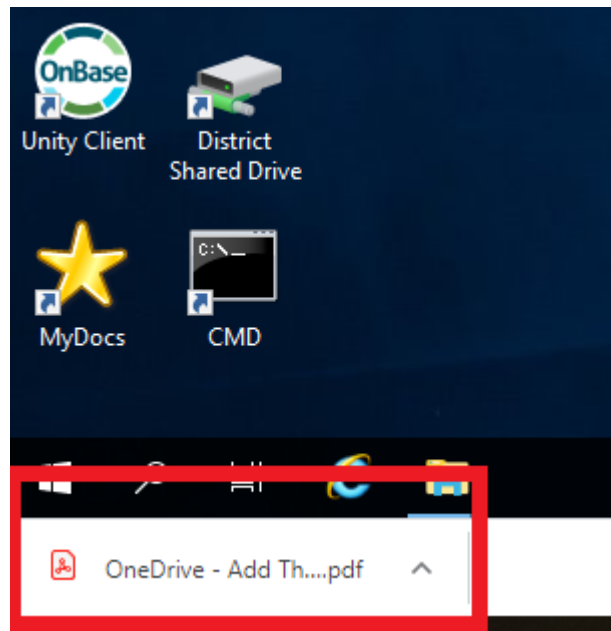 OnBase
Unity Client
District
Shared Drive
C:\_
MyDocs
CMD
OneDrive - Add Th....pdf